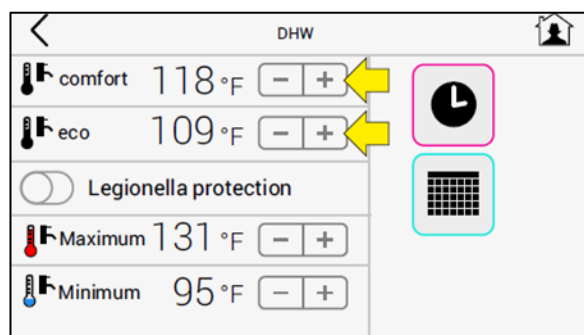 DHW
comfort 118 °F − +
eco 109 °F − +
Legionella protection
Maximum 131 °F − +
Minimum 95 °F − +